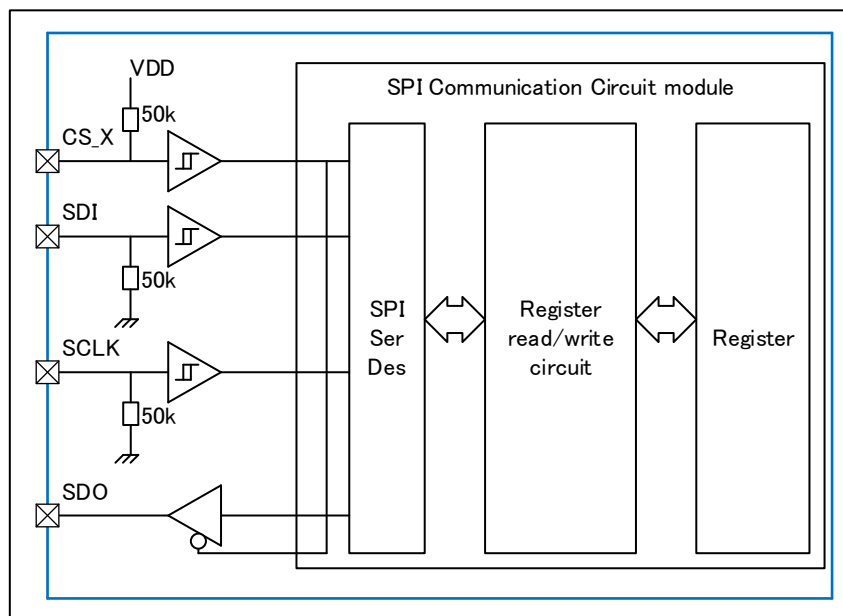 VDD
SPI Communication Circuit module
50k
CS_X
SDI
50k
SPI
Ser
Des
Register
read/write
circuit
Register
SCLK
50k
SDO